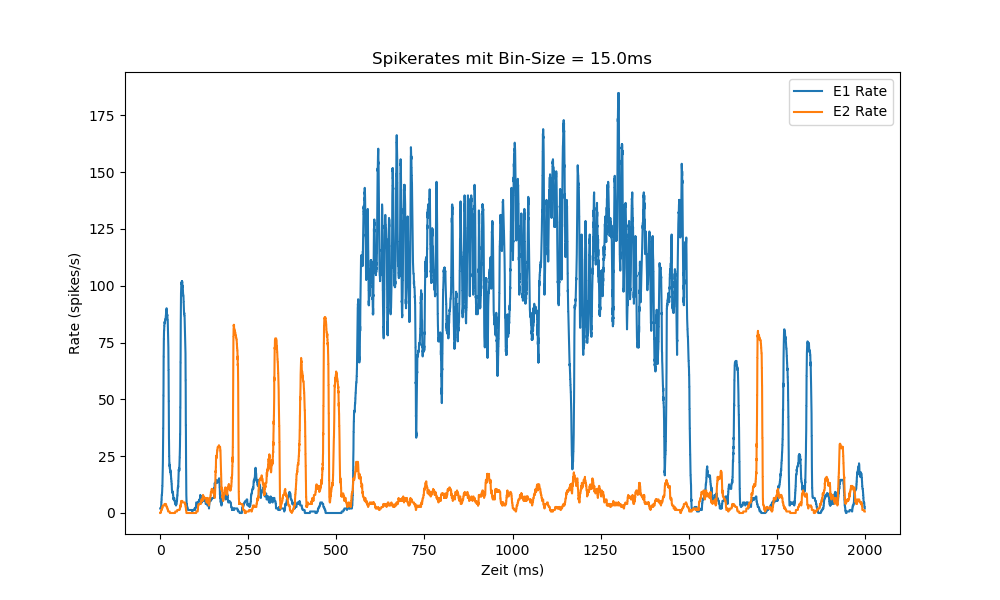 Spikerates mit Bin-Size = 15.0ms
E1 Rate
E2 Rate
Rate (spikes/s)
175
150
125
100
75
50
25
0
0 250 500 750 1000 1250 1500 1750 2000
Zeit (ms)